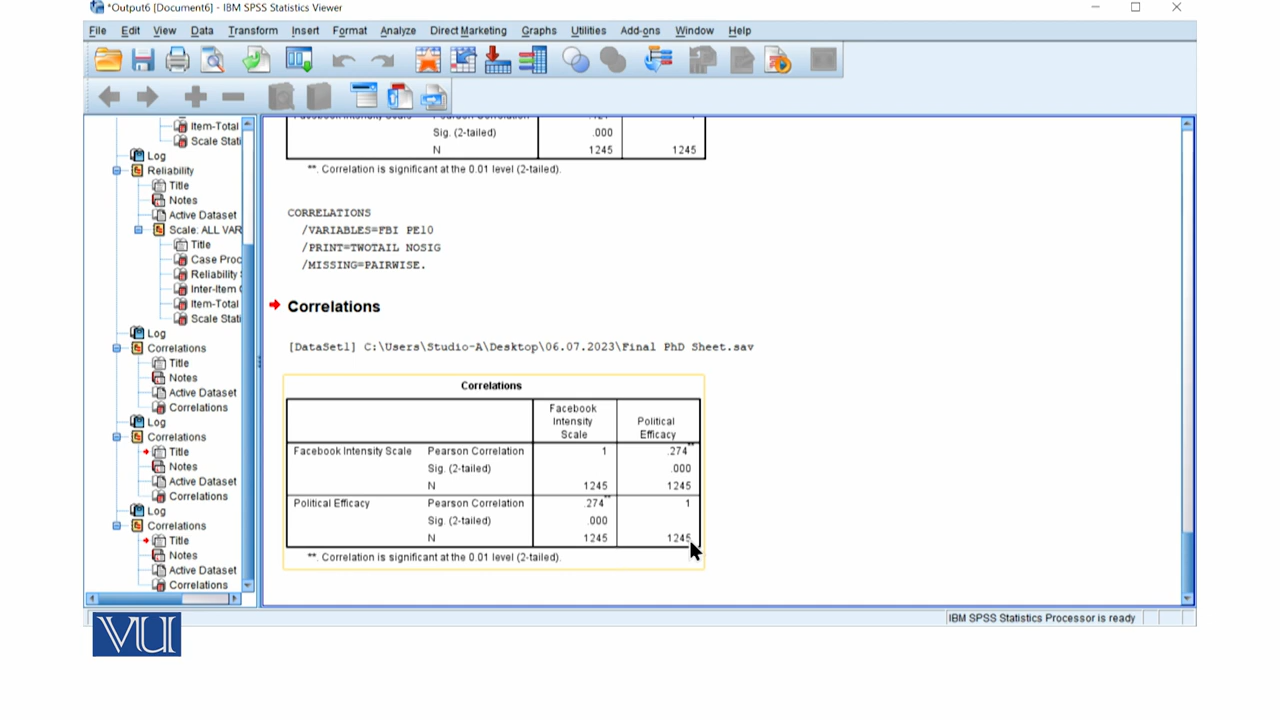 *Output6 [Document6] - IBM SPSS Statistics Viewer
File Edit View Data Transform Insert Format Analyze Direct Marketing Graphs Utilities Add-ons Window Help
Item-Total
Scale Stati
Log
Reliability
Title
Notes
Active Dataset
Scale: ALL VAR
Title
Case Proc
Reliability
Inter-Item
Item-Total
Scale Stati
Log
Correlations
Title
Notes
Active Dataset
Correlations
Log
Correlations
Title
Notes
Active Dataset
Correlations
Log
Correlations
Title
Notes
Active Dataset
Correlations
Facebook Intensity Scale Pearson Correlation 1
Sig. (2-tailed) .000
N 1245 1245
**. Correlation is significant at the 0.01 level (2-tailed).
CORRELATIONS
/VARIABLES=FBI PE10
/PRINT=TWOTAIL NOSIG
/MISSING=PAIRWISE.
Correlations
[DataSet1] C:\Users\Studio-A\Desktop\06.07.2023\Final PhD Sheet.sav
Correlations
Facebook Intensity Scale
Political Efficacy
Facebook Intensity Scale Pearson Correlation 1 .274**
Sig. (2-tailed) .000
N 1245 1245
Political Efficacy Pearson Correlation .274** 1
Sig. (2-tailed) .000
N 1245 1245
**. Correlation is significant at the 0.01 level (2-tailed).
IBM SPSS Statistics Processor is ready
VU